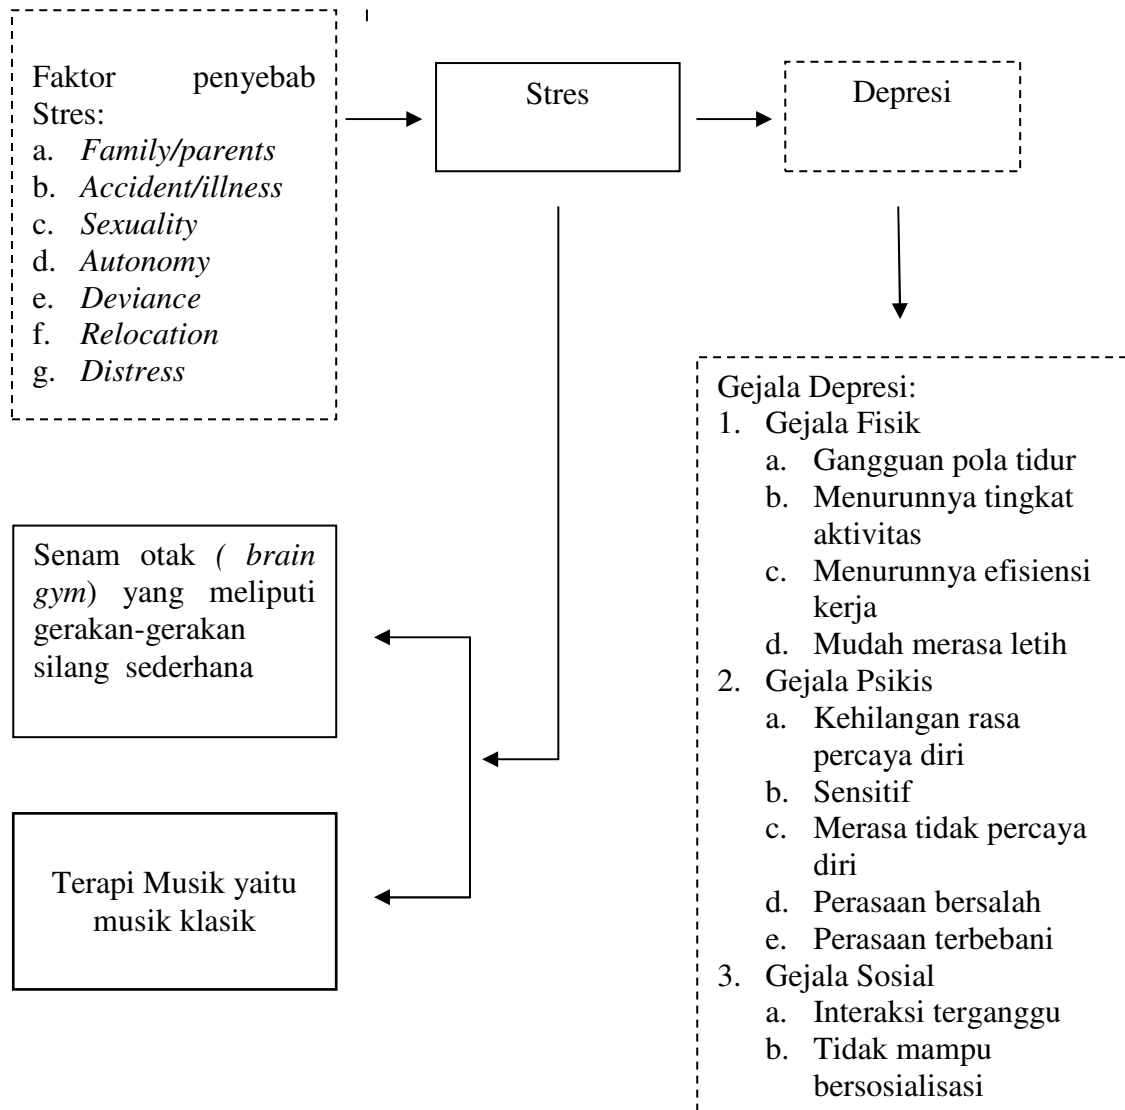 Faktor penyebab
Stres:
a. Family/parents
b. Accident/illness
c. Sexuality
d. Autonomy
e. Deviance
f. Relocation
g. Distress
Stres
Depresi
Gejala Depresi:
1. Gejala Fisik
a. Gangguan pola tidur
b. Menurunnya tingkat
aktivitas
c. Menurunnya efisiensi
kerja
d. Mudah merasa letih
2. Gejala Psikis
a. Kehilangan rasa
percaya diri
b. Sensitif
c. Merasa tidak percaya
diri
d. Perasaan bersalah
e. Perasaan terbebani
3. Gejala Sosial
a. Interaksi terganggu
b. Tidak mampu
bersosialisasi
Senam otak ( brain
gym) yang meliputi
gerakan-gerakan
silang sederhana
Terapi Musik yaitu
musik klasik